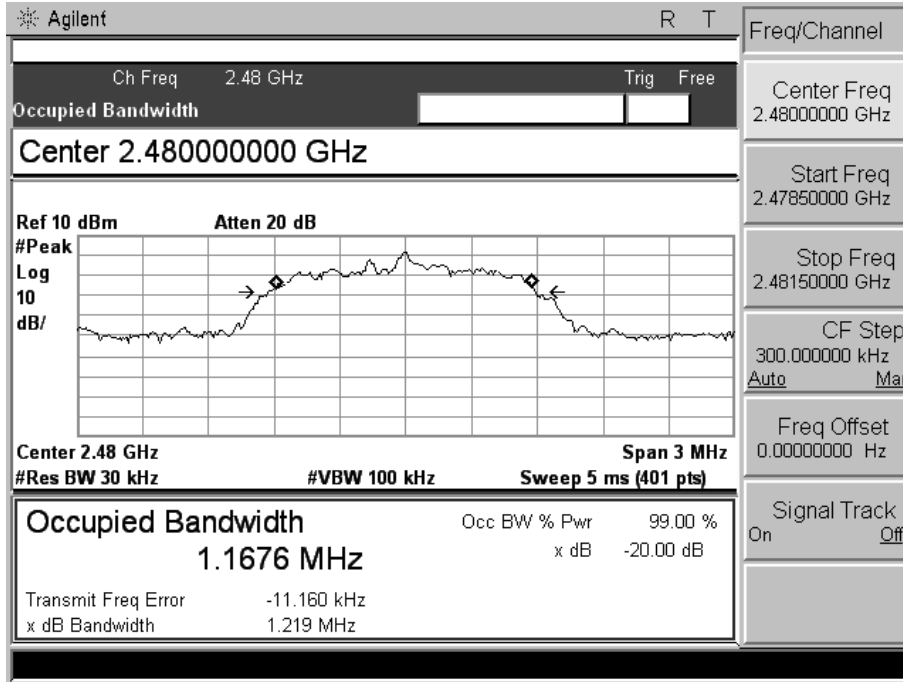 Agilent R T
Ch Freq 2.48 GHz Trig Free
Occupied Bandwidth
Center 2.480000000 GHz
Ref 10 dBm Atten 20 dB
#Peak
Log
10
dB/
Center 2.48 GHz Span 3 MHz
#Res BW 30 kHz #VBW 100 kHz Sweep 5 ms (401 pts)
Occupied Bandwidth Occ BW % Pwr 99.00 %
1.1676 MHz x dB -20.00 dB
Transmit Freq Error -11.160 kHz
x dB Bandwidth 1.219 MHz
Freq/Channel
Center Freq
2.48000000 GHz
Start Freq
2.47850000 GHz
Stop Freq
2.48150000 GHz
CF Step
300.000000 kHz
Auto Ma
Freq Offset
0.00000000 Hz
Signal Track
On Off